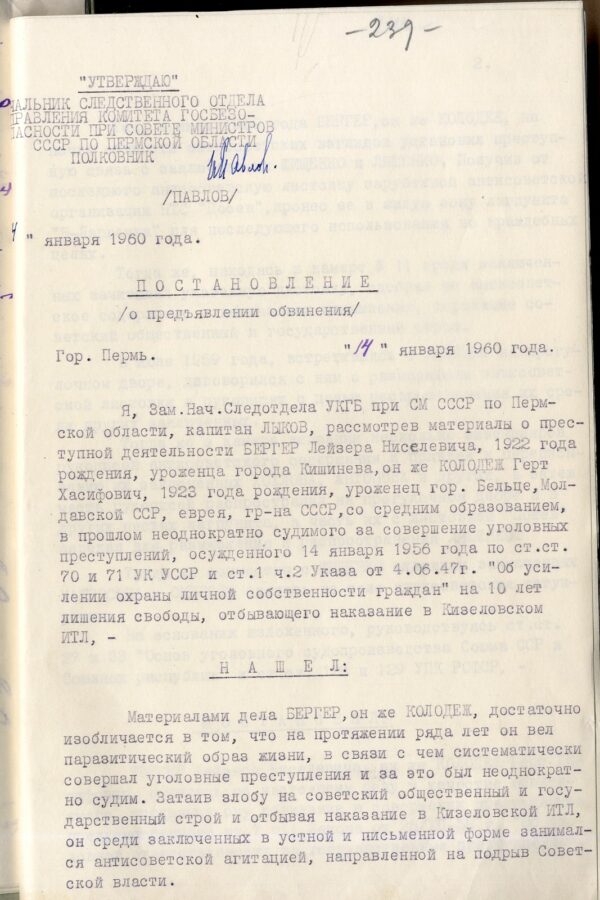 -239-
"УТВЕРЖДАЮ"
ЧАЛЬНИК СЛЕДСТВЕННОГО ОТДЕЛА
РАВЛЕНИЯ КОМИТЕТА ГОСБЕЗО-
ПАСНОСТИ ПРИ СОВЕТЕ МИНИСТРОВ
СССР ПО ПЕРМСКОЙ ОБЛАСТИ
ПОЛКОВНИК
/ПАВЛОВ/
" января 1960 года.
ПОСТАНОВЛЕНИЕ
/о предъявлении обвинения/
Гор. Пермь. "14" января 1960 года.
Я, Зам.Нач.Следотдела УКГБ при СМ СССР по Перм-
ской области, капитан ЛЫКОВ, рассмотрев материалы о прес-
тупной деятельности БЕРГЕР Лейзера Ниселевича, 1922 года
рождения, уроженца города Кишинева,он же КОЛОДЕЖ Герт
Хасифович, 1923 года рождения, уроженец гор. Бельце,Мол-
давской ССР, еврея, гр-на СССР,со средним образованием,
в прошлом неоднократно судимого за совершение уголовных
преступлений, осужденного 14 января 1956 года по ст.ст.
70 и 71 УК УССР и ст.1 ч.2 Указа от 4.06.47г. "Об уси-
лении охраны личной собственности граждан" на 10 лет
лишения свободы, отбывающего наказание в Кизеловском
ИТЛ, -
НАШЕЛ:
Материалами дела БЕРГЕР,он же КОЛОДЕЖ, достаточно
изобличается в том, что на протяжении ряда лет он вел
паразитический образ жизни, в связи с чем систематически
совершал уголовные преступления и за это был неоднократ-
но судим. Затаив злобу на советский общественный и госу-
дарственный строй и отбывая наказание в Кизеловской ИТЛ,
он среди заключенных в устной и письменной форме занимал-
ся антисоветской агитацией, направленной на подрыв Совет-
ской власти.